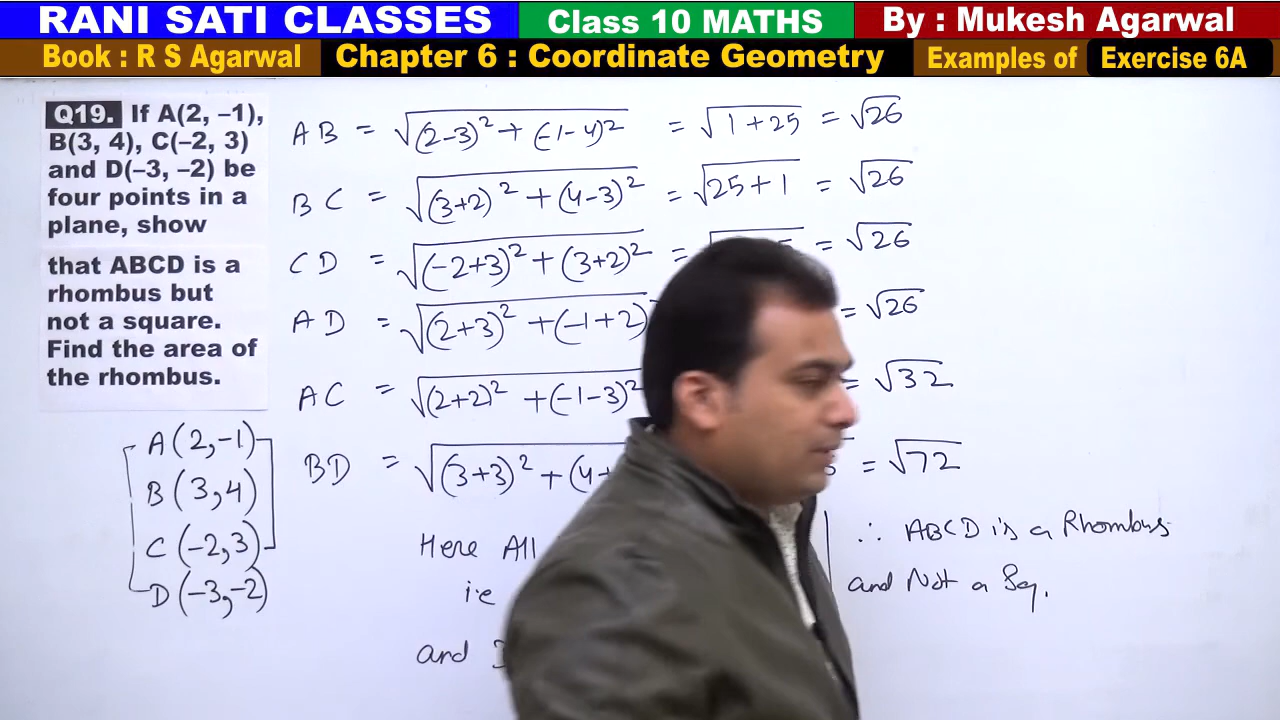 RANI SATI CLASSES
Class 10 MATHS
By : Mukesh Agarwal
Book : R S Agarwal
Chapter 6 : Coordinate Geometry
Examples of Exercise 6A
Q19. If A(2, –1),
B(3, 4), C(–2, 3)
and D(–3, –2) be
four points in a
plane, show
that ABCD is a
rhombus but
not a square.
Find the area of
the rhombus.
A(2,-1)
B(3,4)
C(-2,3)
D(-3,-2)
AB = √(2-3)² + (-1-4)² = √1+25 = √26
BC = √(3+2)² + (4-3)² = √25+1 = √26
CD = √(-2+3)² + (3+2)² = = √26
AD = √(2+3)² + (-1+2) = √26
AC = √(2+2)² + (-1-3)² = √32
BD = √(3+3)² + (4+ = √72
Here All
i.e
and
∴ ABCD is a Rhombus
and Not a Sq.